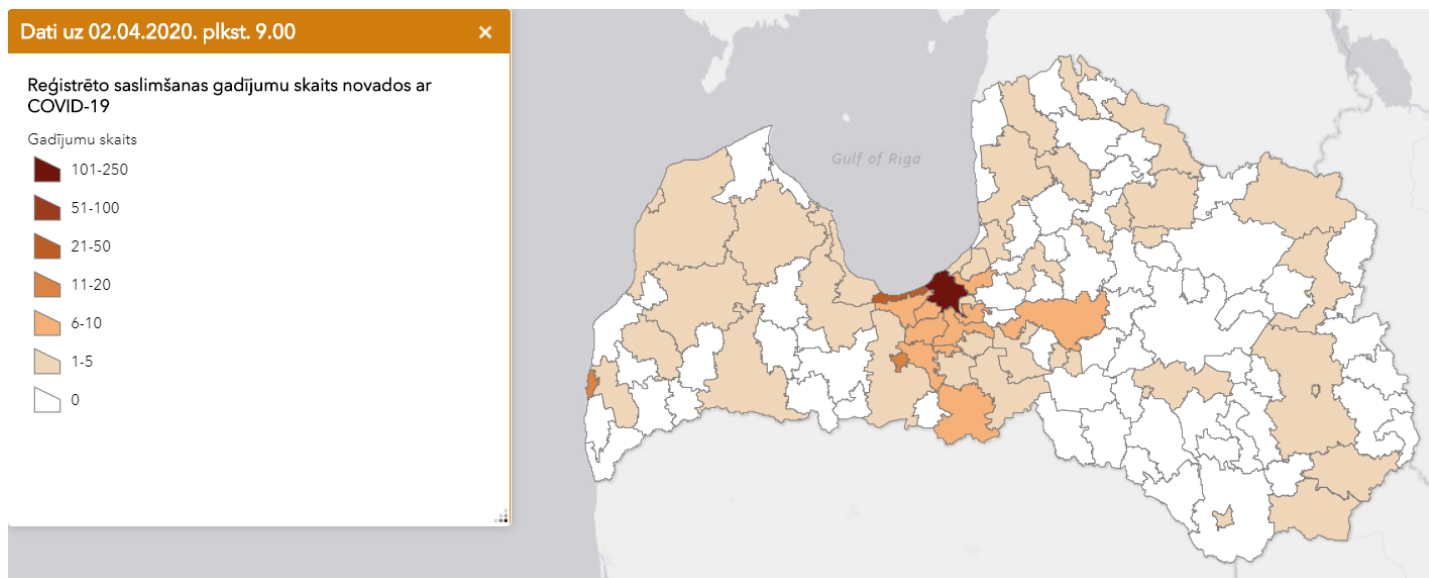 Dati uz 02.04.2020. plkst. 9.00
Reģistrēto saslimšanas gadījumu skaits novados ar
COVID-19
Gadījumu skaits
101-250
51-100
21-50
11-20
6-10
1-5
0
Gulf of Riga